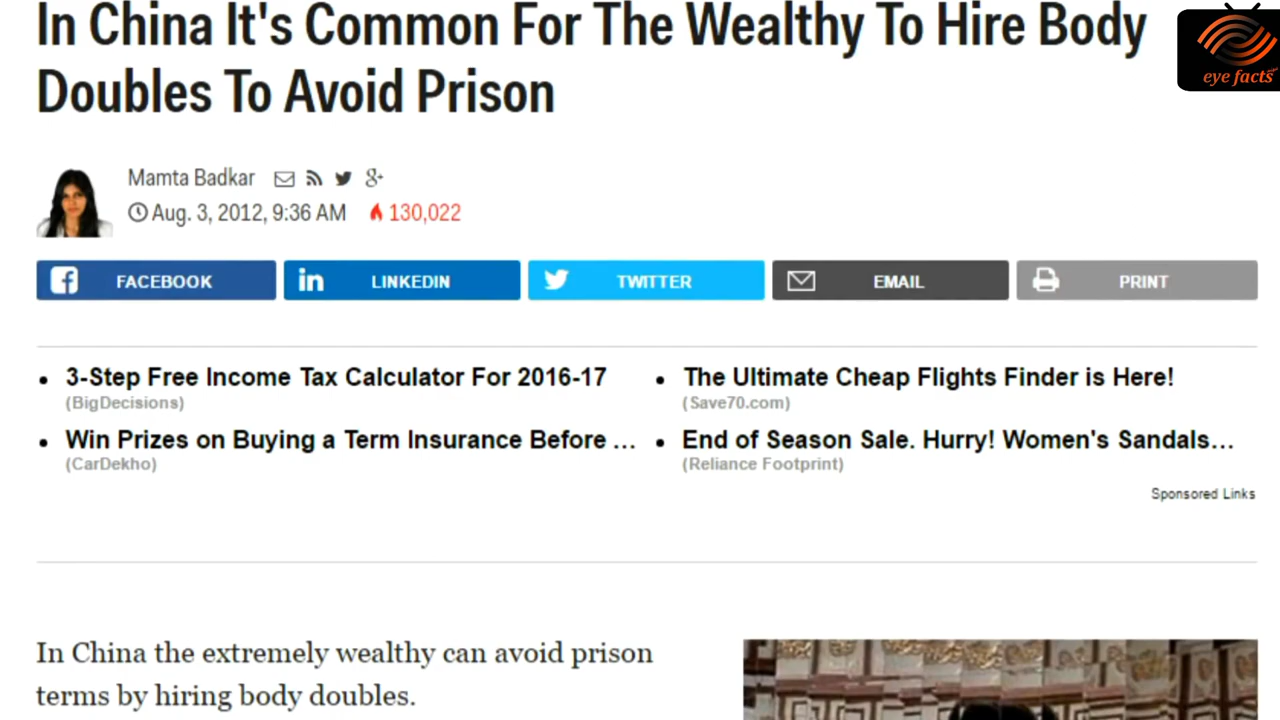 In China It's Common For The Wealthy To Hire Body
Doubles To Avoid Prison
eye facts
Mamta Badkar
Aug. 3, 2012, 9:36 AM 130,022
FACEBOOK LINKEDIN TWITTER EMAIL PRINT
• 3-Step Free Income Tax Calculator For 2016-17
(BigDecisions)
• The Ultimate Cheap Flights Finder is Here!
(Save70.com)
• Win Prizes on Buying a Term Insurance Before ...
(CarDekho)
• End of Season Sale. Hurry! Women's Sandals...
(Reliance Footprint)
Sponsored Links
In China the extremely wealthy can avoid prison
terms by hiring body doubles.